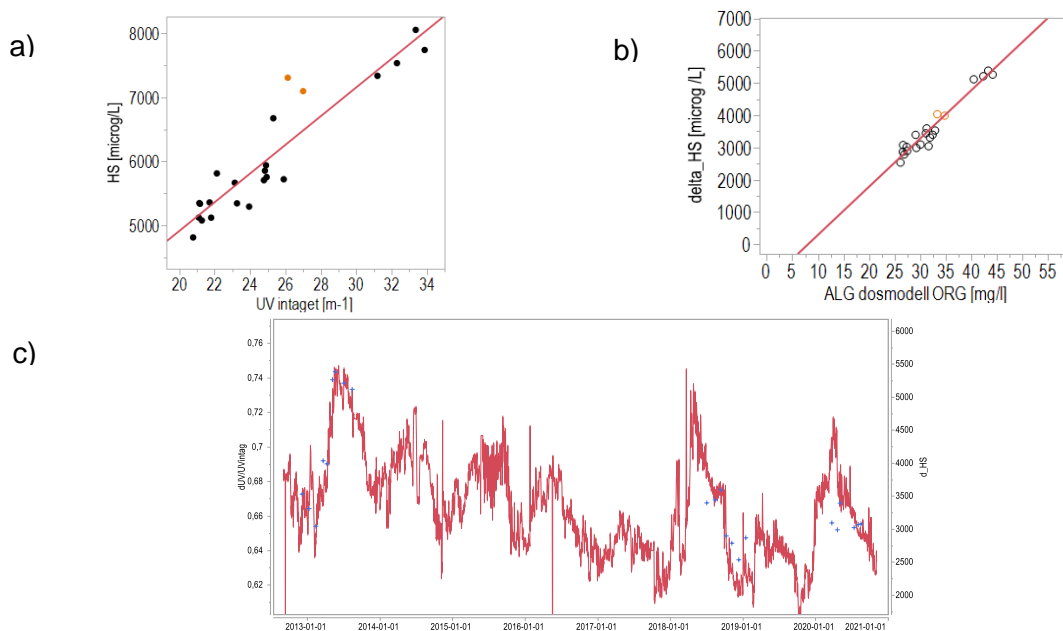 a)
HS [microg/L]
8000
7000
6000
5000
20 22 24 26 28 30 32 34
UV intaget [m-1]
b)
delta_HS [microg /L]
7000
6000
5000
4000
3000
2000
1000
0
0 5 10 15 20 25 30 35 40 45 50 55
ALG dosmodell ORG [mg/l]
c)
dUV/UVintag
0,76
0,74
0,72
0,7
0,68
0,66
0,64
0,62
6000
5500
5000
4500
4000
3500
3000
2500
2000
d_HS
2013-01-01 2014-01-01 2015-01-01 2016-01-01 2017-01-01 2018-01-01 2019-01-01 2020-01-01 2021-01-01